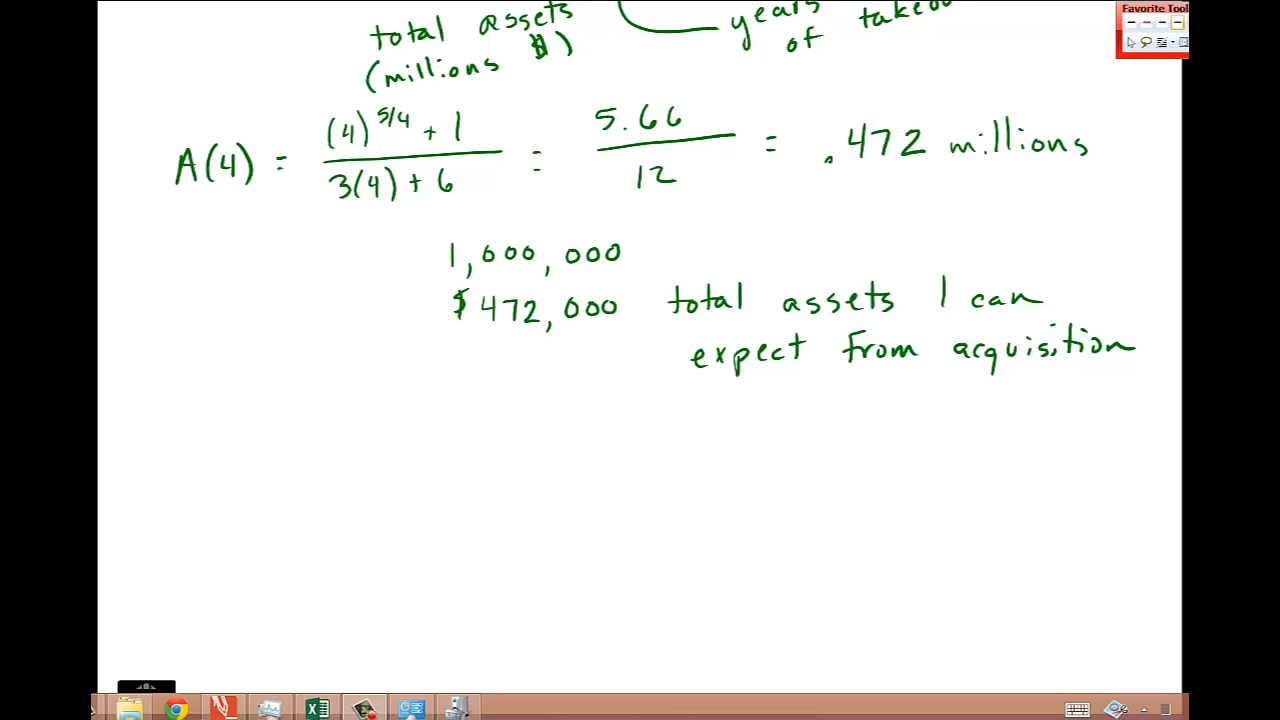 total assets
(millions $)
years
of takeo
A(4) = (4)^5/4 + 1 / 3(4) + 6 = 5.66 / 12 = .472 millions
1,000,000
$472,000 total assets I can
expect from acquisition
Favorite Tool